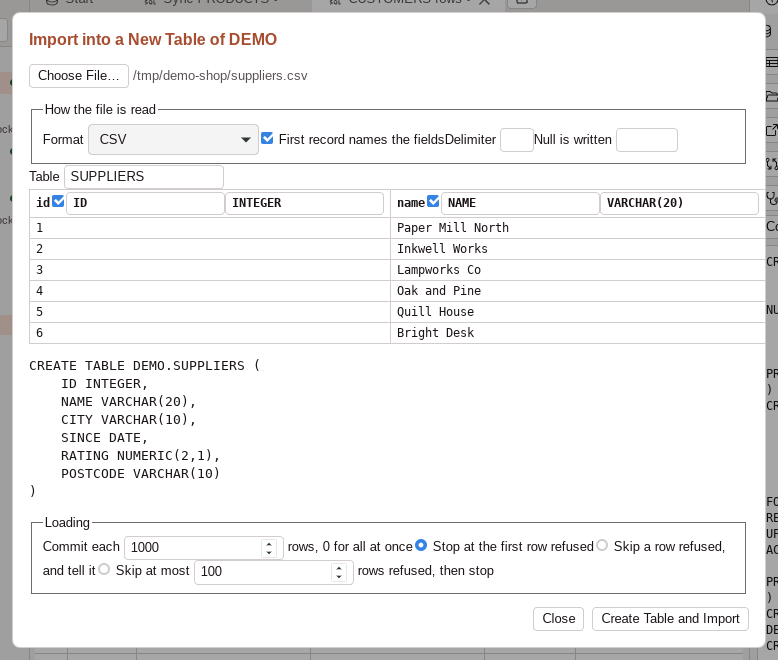 Import into a New Table of DEMO
Choose File... /tmp/demo-shop/suppliers.csv
How the file is read
Format CSV First record names the fields Delimiter Null is written
Table SUPPLIERS
id ID INTEGER name NAME VARCHAR(20)
1 Paper Mill North
2 Inkwell Works
3 Lampworks Co
4 Oak and Pine
5 Quill House
6 Bright Desk
CREATE TABLE DEMO.SUPPLIERS (
    ID INTEGER,
    NAME VARCHAR(20),
    CITY VARCHAR(10),
    SINCE DATE,
    RATING NUMERIC(2,1),
    POSTCODE VARCHAR(10)
)
Loading
Commit each 1000 rows, 0 for all at once Stop at the first row refused Skip a row refused,
and tell it Skip at most 100 rows refused, then stop
Close Create Table and Import